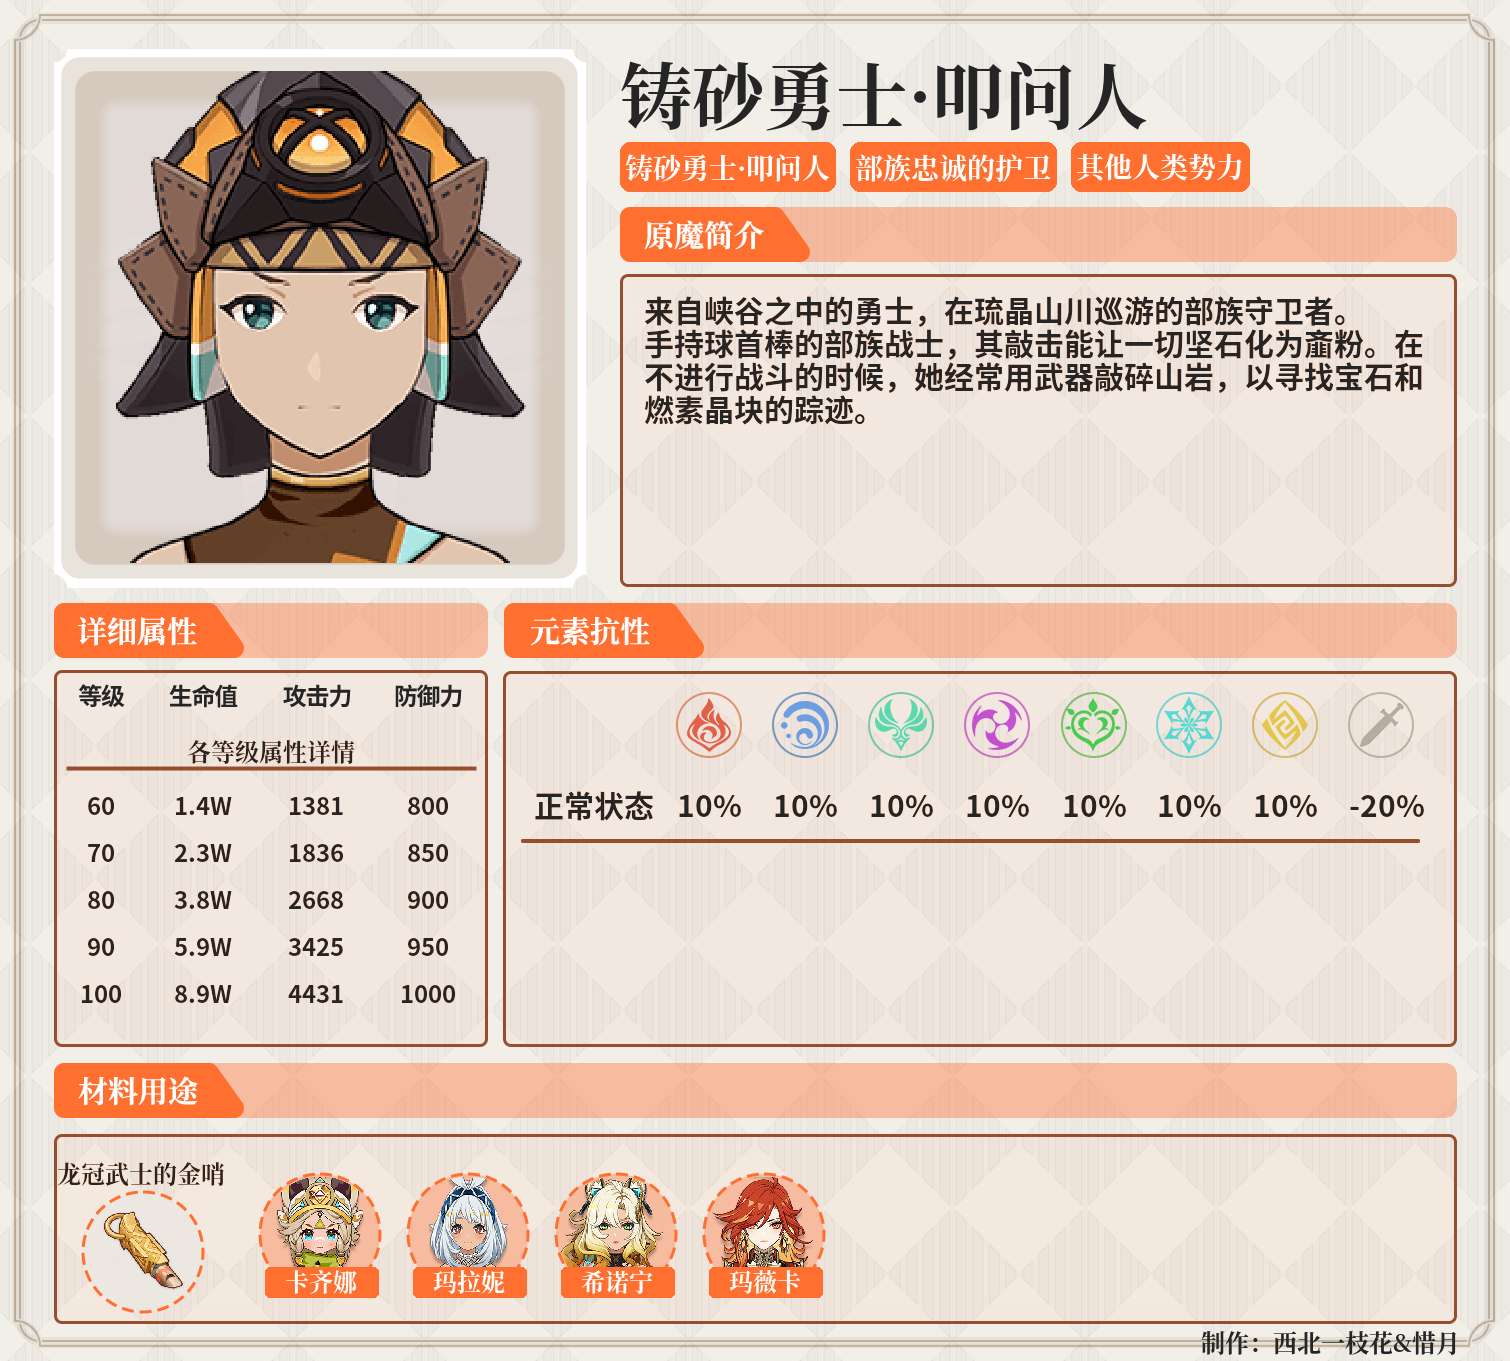 铸砂勇士·叩问人
铸砂勇士·叩问人 部族忠诚的护卫 其他人类势力
原魔简介
来自峡谷之中的勇士，在琉晶山川巡游的部族守卫者。
手持球首棒的部族战士，其敲击能让一切坚石化为齑粉。在
不进行战斗的时候，她经常用武器敲碎山岩，以寻找宝石和
燃素晶块的踪迹。
详细属性
等级 生命值 攻击力 防御力
各等级属性详情
60 1.4W 1381 800
70 2.3W 1836 850
80 3.8W 2668 900
90 5.9W 3425 950
100 8.9W 4431 1000
元素抗性
正常状态 10% 10% 10% 10% 10% 10% 10% -20%
材料用途
龙冠武士的金哨
卡齐娜 玛拉妮 希诺宁 玛薇卡
制作：西北一枝花&惜月